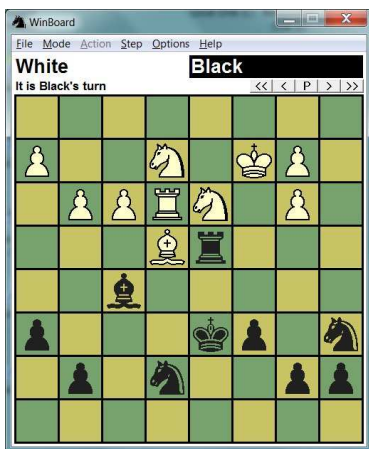 WinBoard
File Mode Action Step Options Help
White Black
It is Black's turn << < P > >>